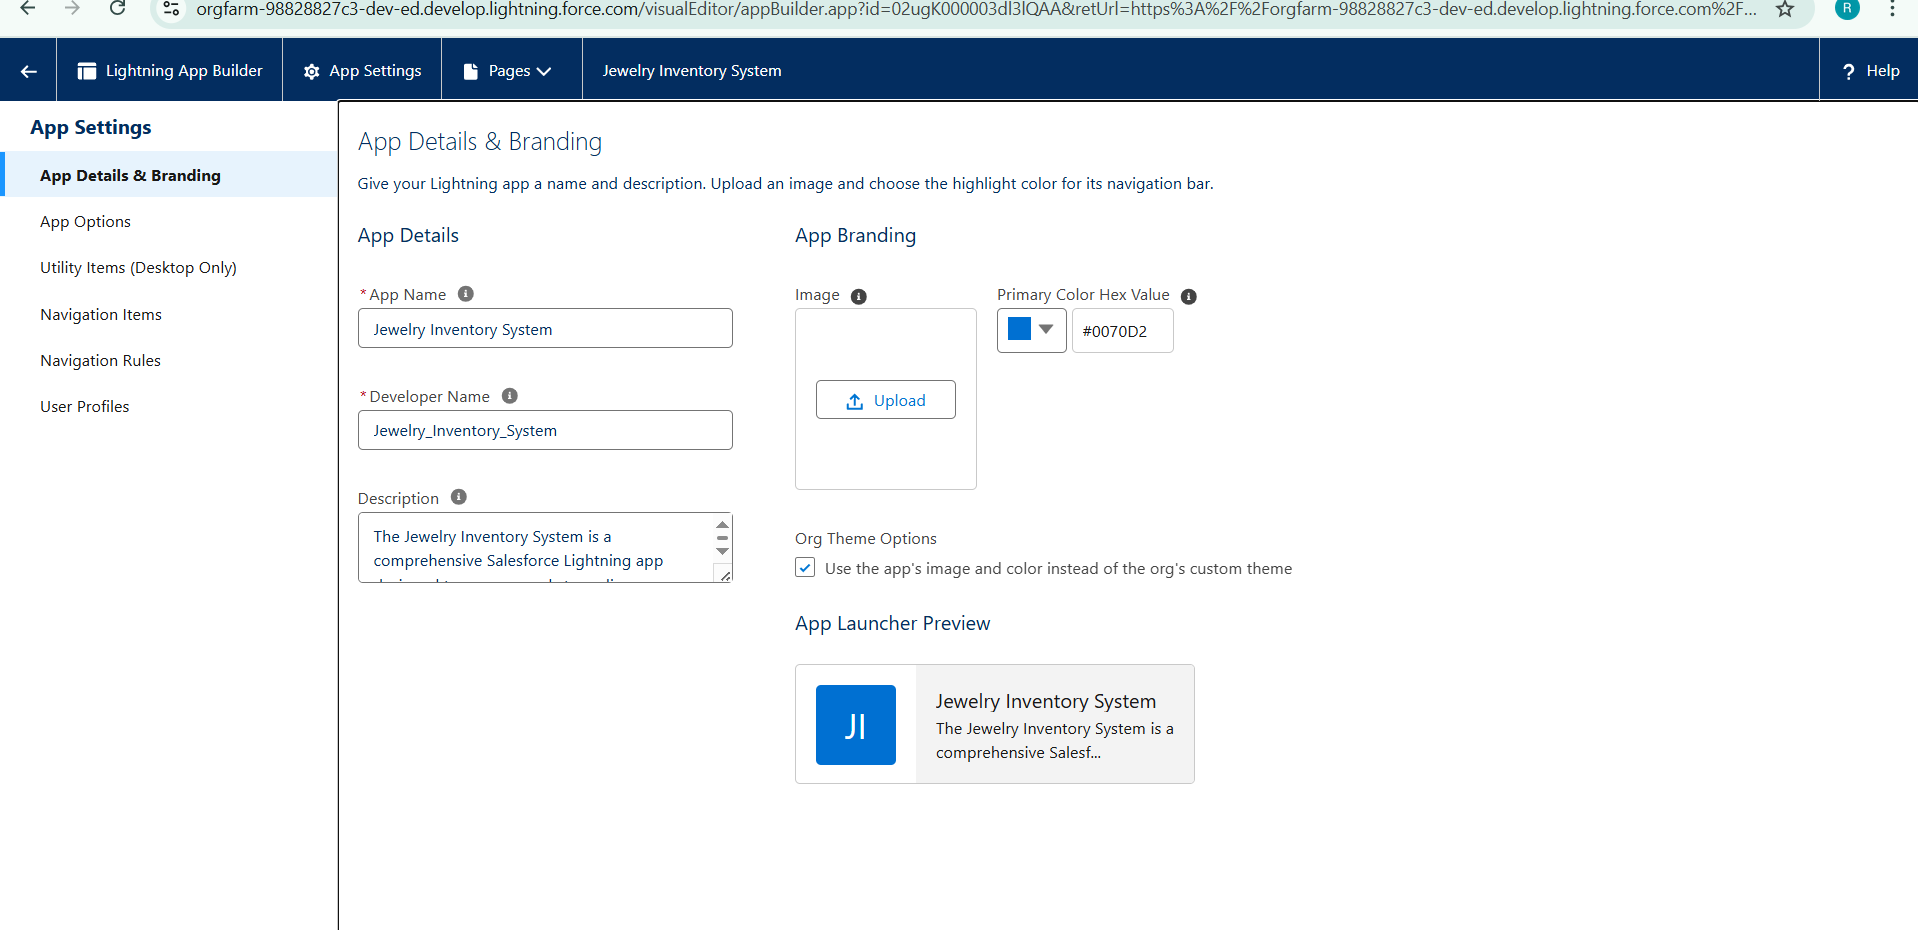 orgfarm-98828827c3-dev-ed.develop.lightning.force.com/visualEditor/appBuilder.app?id=02ugK000003dI3lQAA&retUrl=https%3A%2F%2Forgfarm-98828827c3-dev-ed.develop.lightning.force.com%2F...
R
Lightning App Builder
App Settings
Pages
Jewelry Inventory System
? Help
App Settings
App Details & Branding
App Options
Utility Items (Desktop Only)
Navigation Items
Navigation Rules
User Profiles
App Details & Branding
Give your Lightning app a name and description. Upload an image and choose the highlight color for its navigation bar.
App Details
*App Name
Jewelry Inventory System
*Developer Name
Jewelry_Inventory_System
Description
The Jewelry Inventory System is a
comprehensive Salesforce Lightning app
App Branding
Image
Upload
Primary Color Hex Value
#0070D2
Org Theme Options
Use the app's image and color instead of the org's custom theme
App Launcher Preview
JI
Jewelry Inventory System
The Jewelry Inventory System is a
comprehensive Salesf...